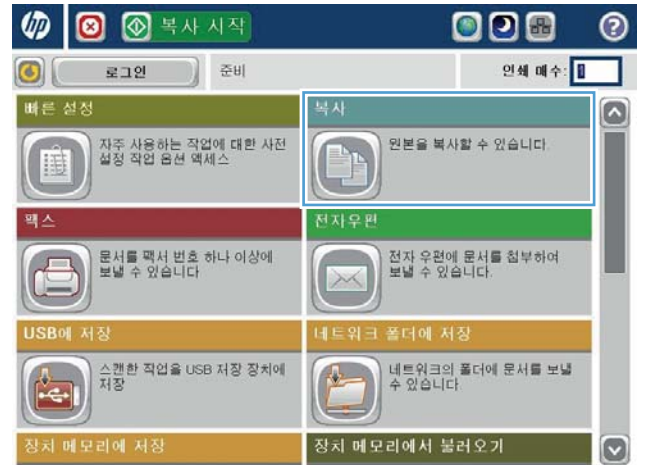 hp
복사 시작
?
로그인
준비
인쇄 매수: 1
빠른 설정
자주 사용하는 작업에 대한 사전
설정 작업 옵션 액세스
복사
원본을 복사할 수 있습니다.
팩스
문서를 팩서 번호 하나 이상에
보낼 수 있습니다
전자우편
전자 우편에 문서를 첨부하여
보낼 수 있습니다.
USB에 저장
스캔한 작업을 USB 저장 장치에
저장
네트워크 폴더에 저장
네트워크의 폴더에 문서를 보낼
수 있습니다
장치 메모리에 저장
장치 메모리에서 불러오기